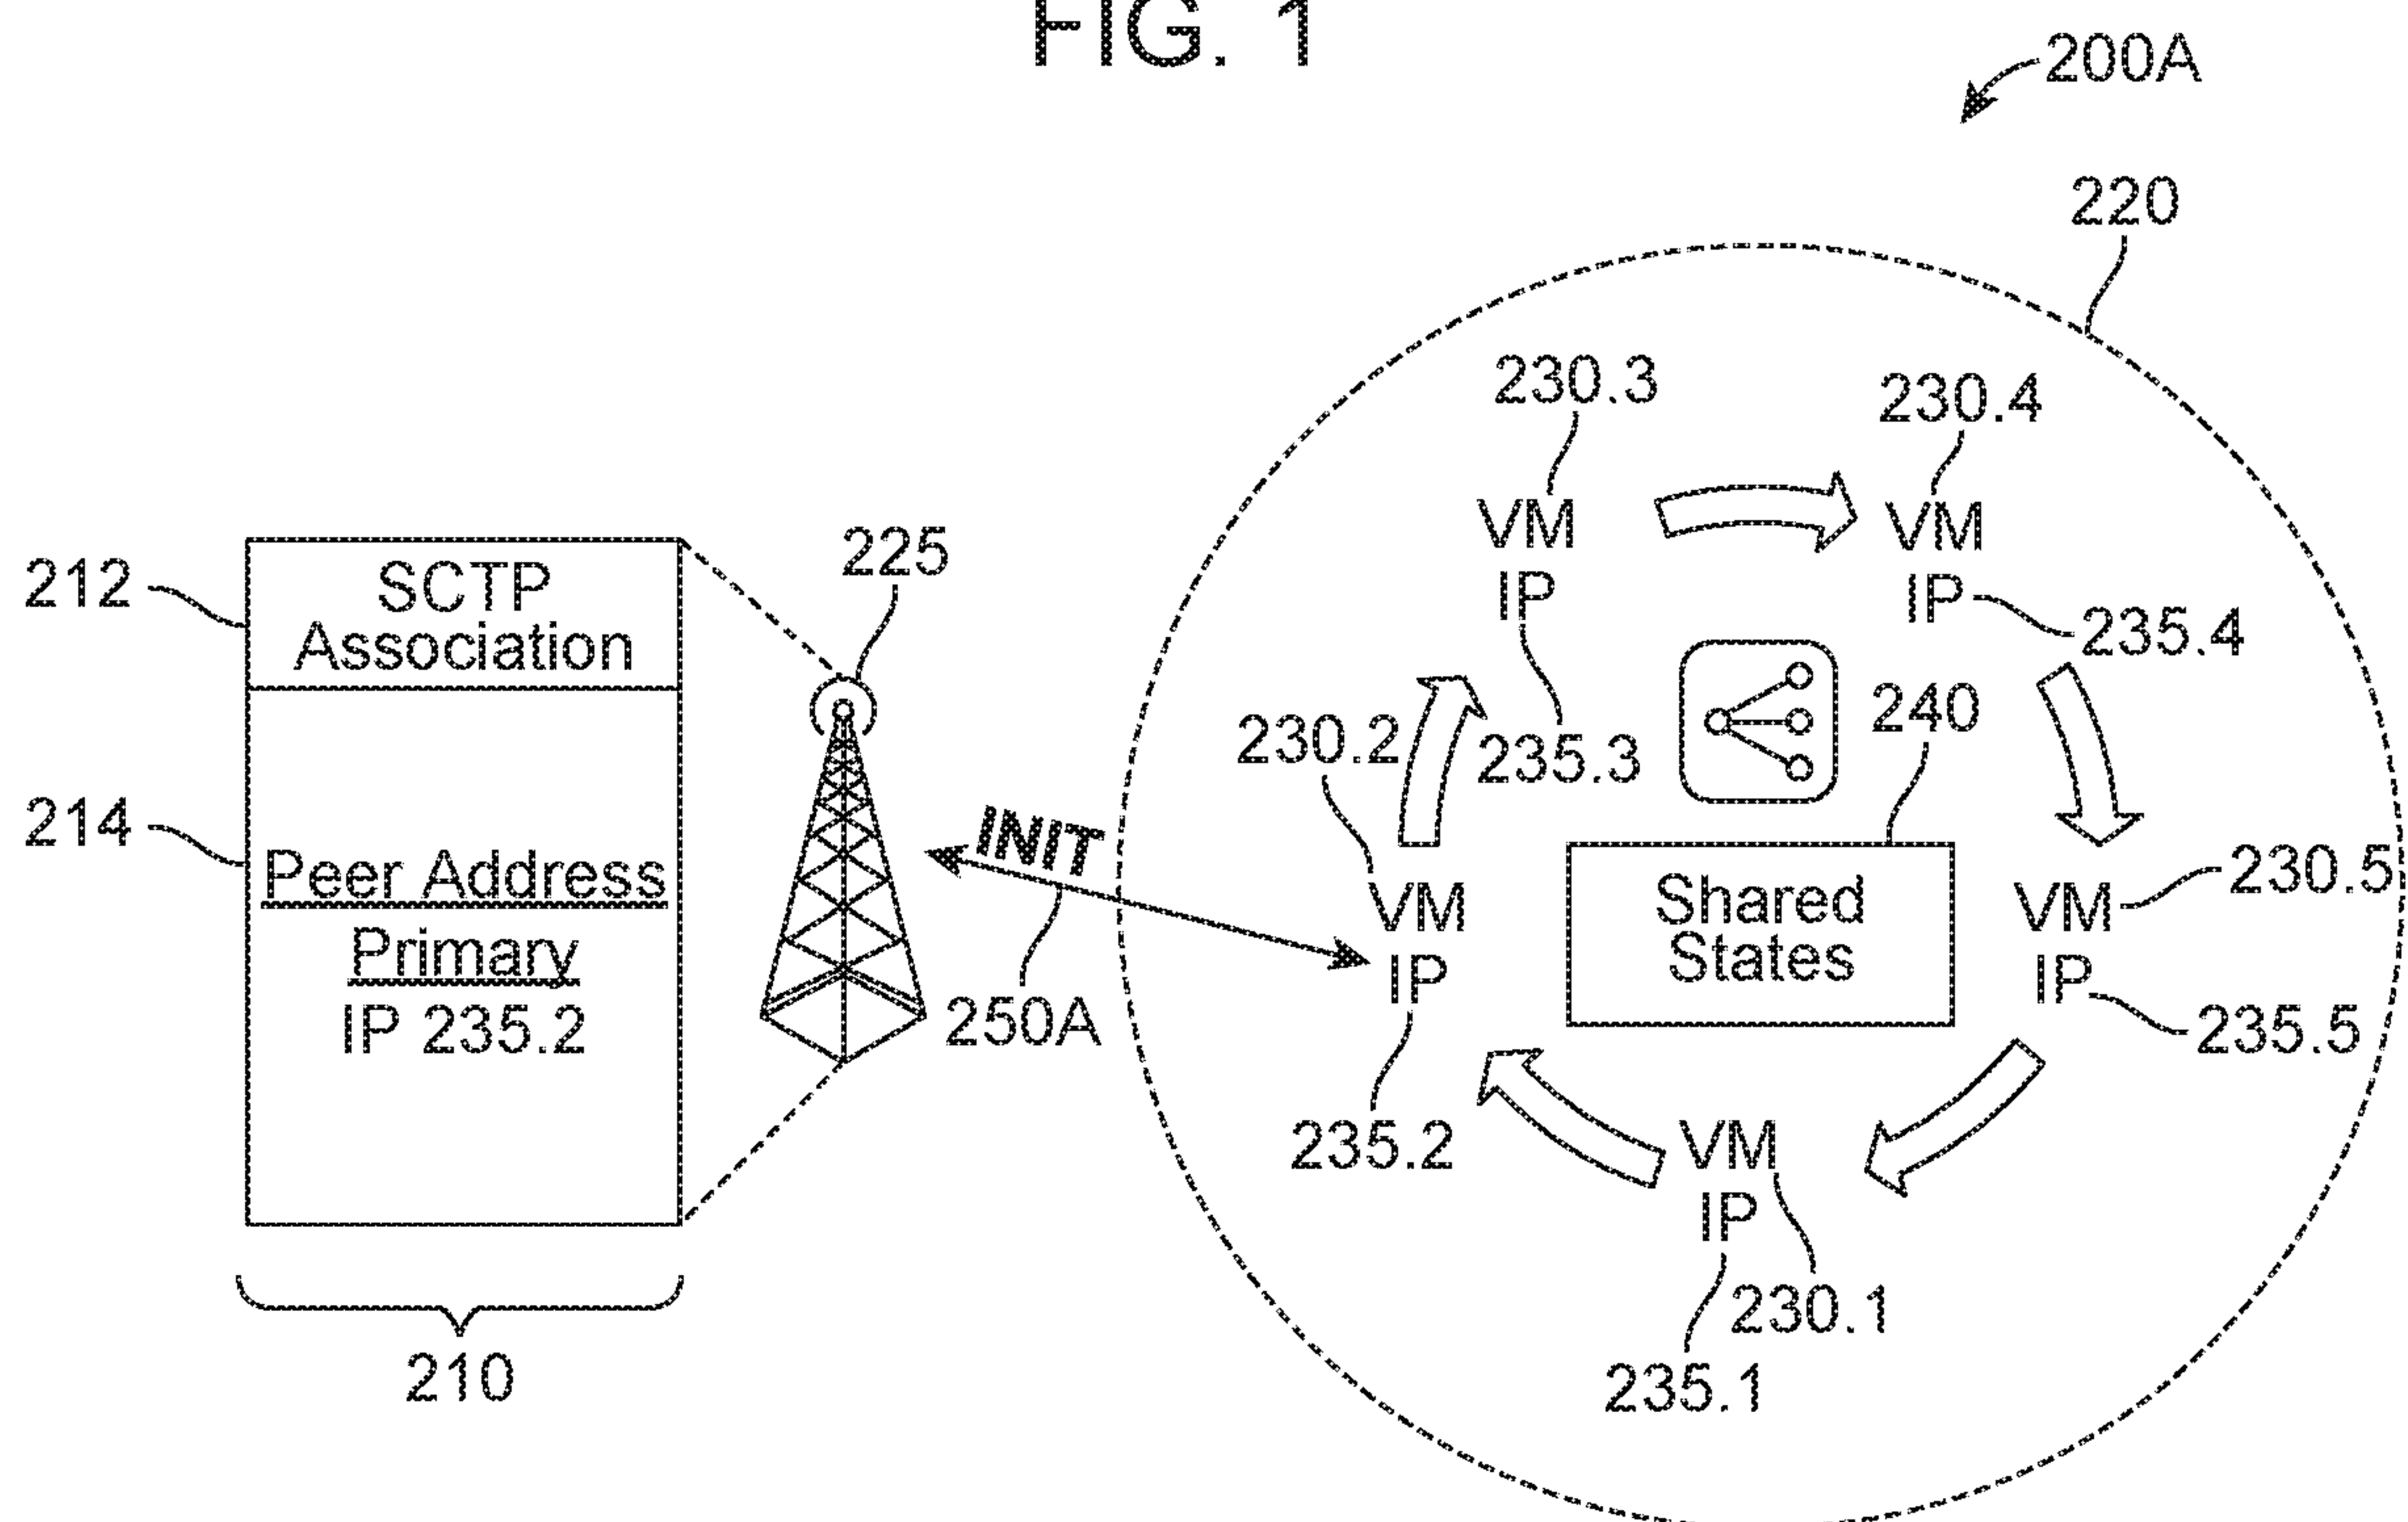 FIG. 1
200A
220
230.3
230.4
VM
IP
VM
IP
235.4
212
SCTP
Association
225
214
Peer Address
Primary
IP 235.2
210
INIT
250A
230.2
235.3
240
Shared
States
VM
IP
235.2
VM
IP
230.5
235.5
VM
IP
230.1
235.1